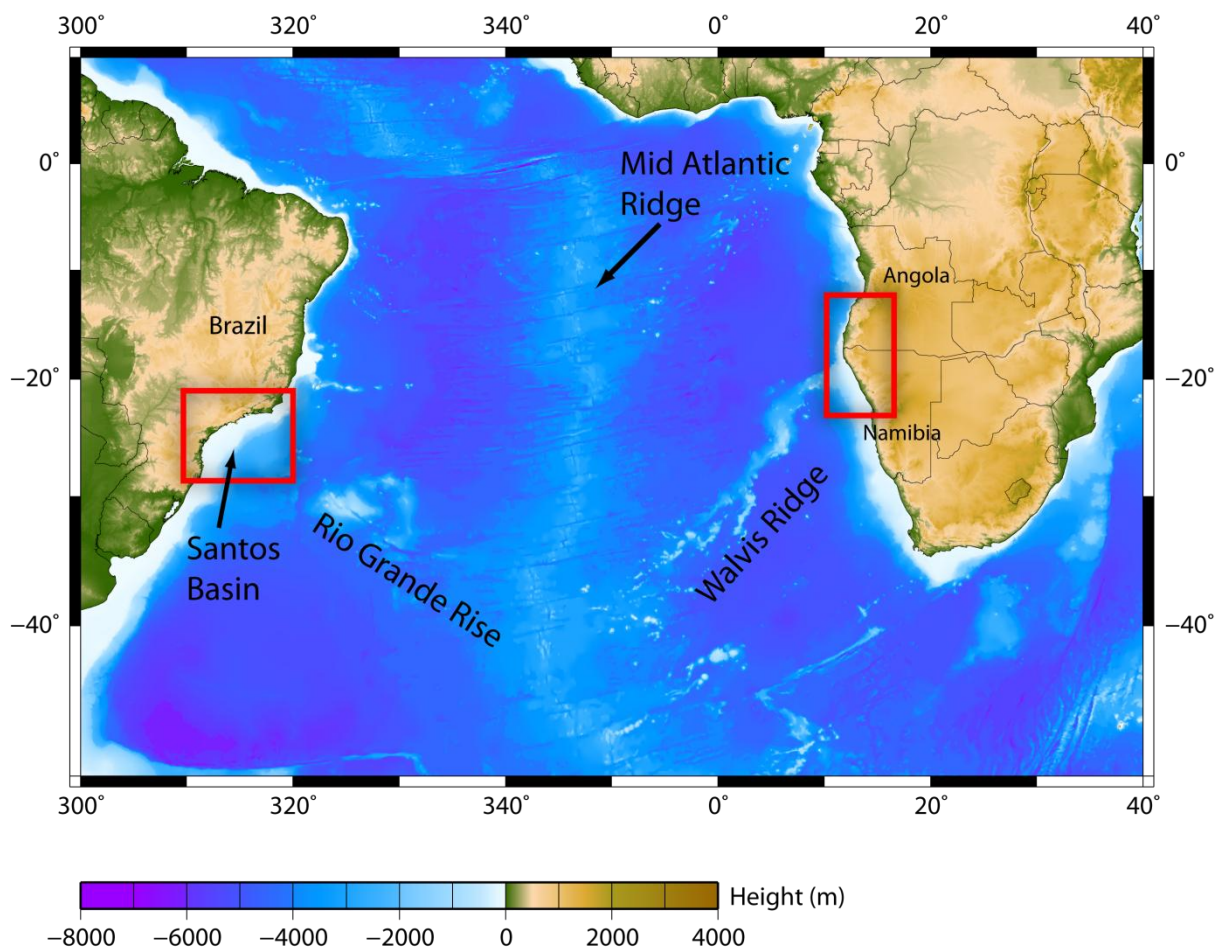 300˚ 320˚ 340˚ 0˚ 20˚ 40˚
0˚ 0˚
Mid Atlantic
Ridge
Angola
Brazil
−20˚ −20˚
Namibia
Santos
Basin
Rio Grande Rise
Walvis Ridge
−40˚ −40˚
300˚ 320˚ 340˚ 0˚ 20˚ 40˚
Height (m)
−8000 −6000 −4000 −2000 0 2000 4000